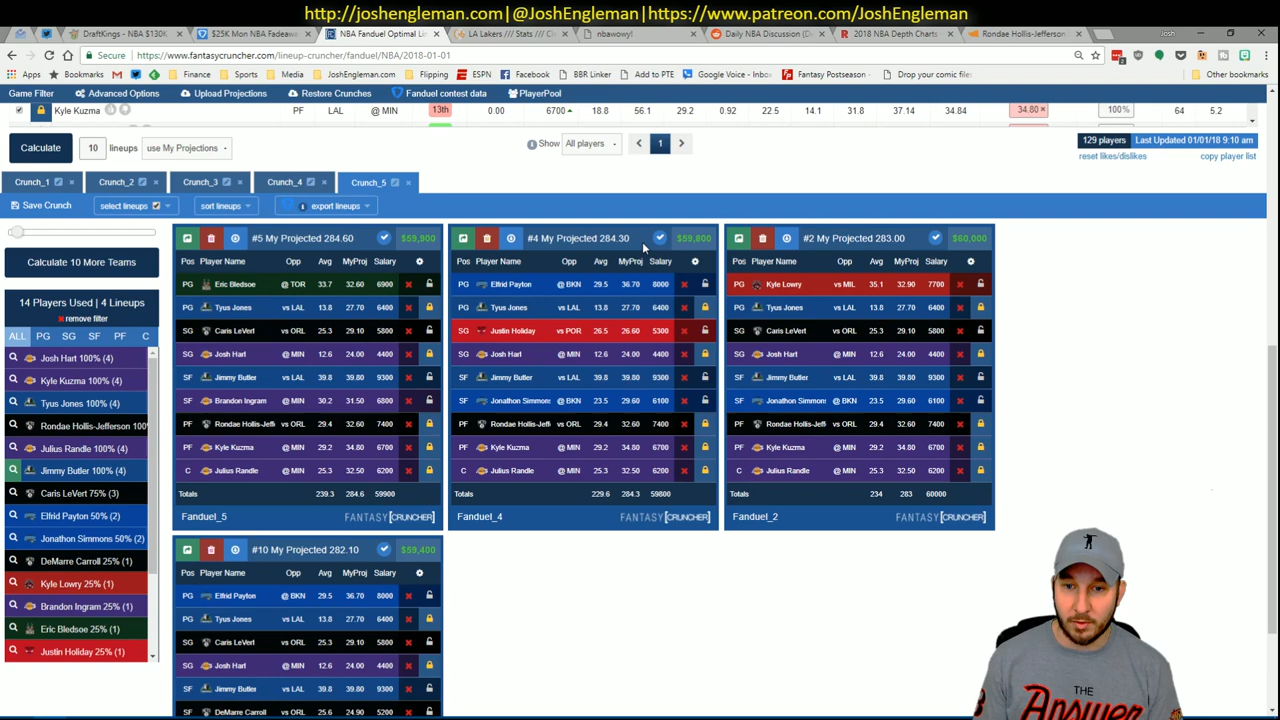 http://joshengleman.com|@JoshEngleman|https://www.patreon.com/JoshEngleman
DraftKings - NBA $130K
$25K Mon NBA Fadeawa
NBA Fanduel Optimal Lin
LA Lakers /// Stats /// Cl
nbawowy!
Daily NBA Discussion (D
2018 NBA Depth Charts
Rondae Hollis-Jefferson
Josh
Secure
https://www.fantasycruncher.com/lineup-cruncher/fanduel/NBA/2018-01-01
Apps
Bookmarks
Finance
Sports
Media
JoshEngleman.com
Flipping
ESPN
Facebook
BBR Linker
Add to PTE
Google Voice - Inbo
Fantasy Postseason -
Drop your comic files
Other bookmarks
Game Filter
Advanced Options
Upload Projections
Restore Crunches
Fanduel contest data
PlayerPool
Kyle Kuzma PF LAL @ MIN 13th 0.00 6700 18.8 56.1 29.2 0.92 22.5 14.1 31.8 37.14 34.84 34.80 × 100% 64 5.2
Calculate 10 lineups use My Projections
Show All players 1
129 players Last Updated 01/01/18 9:10 am
reset likes/dislikes copy player list
Crunch_1 Crunch_2 Crunch_3 Crunch_4 Crunch_5
Save Crunch select lineups sort lineups export lineups
Calculate 10 More Teams
14 Players Used | 4 Lineups
remove filter
ALL PG SG SF PF C
Josh Hart 100% (4)
Kyle Kuzma 100% (4)
Tyus Jones 100% (4)
Rondae Hollis-Jefferson 100%
Julius Randle 100% (4)
Jimmy Butler 100% (4)
Caris LeVert 75% (3)
Elfrid Payton 50% (2)
Jonathon Simmons 50% (2)
DeMarre Carroll 25% (1)
Kyle Lowry 25% (1)
Brandon Ingram 25% (1)
Eric Bledsoe 25% (1)
Justin Holiday 25% (1)
#5 My Projected 284.60 $59,900
Pos Player Name Opp Avg MyProj Salary
PG Eric Bledsoe @ TOR 33.7 32.60 6900
PG Tyus Jones vs LAL 13.8 27.70 6400
SG Caris LeVert vs ORL 25.3 29.10 5800
SG Josh Hart @ MIN 12.6 24.00 4400
SF Jimmy Butler vs LAL 39.8 39.80 9300
SF Brandon Ingram @ MIN 30.2 31.50 6800
PF Rondae Hollis-Jeff vs ORL 29.4 32.60 7400
PF Kyle Kuzma @ MIN 29.2 34.80 6700
C Julius Randle @ MIN 25.3 32.50 6200
Totals 239.3 284.6 59900
Fanduel_5 FANTASY[CRUNCHER]
#4 My Projected 284.30 $59,800
Pos Player Name Opp Avg MyProj Salary
PG Elfrid Payton @ BKN 29.5 36.70 8000
PG Tyus Jones vs LAL 13.8 27.70 6400
SG Justin Holiday vs POR 26.5 26.60 5300
SG Josh Hart @ MIN 12.6 24.00 4400
SF Jimmy Butler vs LAL 39.8 39.80 9300
SF Jonathon Simmons @ BKN 23.5 29.60 6100
PF Rondae Hollis-Jeff vs ORL 29.4 32.60 7400
PF Kyle Kuzma @ MIN 29.2 34.80 6700
C Julius Randle @ MIN 25.3 32.50 6200
Totals 229.6 284.3 59800
Fanduel_4 FANTASY[CRUNCHER]
#2 My Projected 283.00 $60,000
Pos Player Name Opp Avg MyProj Salary
PG Kyle Lowry vs MIL 35.1 32.90 7700
PG Tyus Jones vs LAL 13.8 27.70 6400
SG Caris LeVert vs ORL 25.3 29.10 5800
SG Josh Hart @ MIN 12.6 24.00 4400
SF Jimmy Butler vs LAL 39.8 39.80 9300
SF Jonathon Simmons @ BKN 23.5 29.60 6100
PF Rondae Hollis-Jeff vs ORL 29.4 32.60 7400
PF Kyle Kuzma @ MIN 29.2 34.80 6700
C Julius Randle @ MIN 25.3 32.50 6200
Totals 234 283 60000
Fanduel_2 FANTASY[CRUNCHER]
#10 My Projected 282.10 $59,400
Pos Player Name Opp Avg MyProj Salary
PG Elfrid Payton @ BKN 29.5 36.70 8000
PG Tyus Jones vs LAL 13.8 27.70 6400
SG Caris LeVert vs ORL 25.3 29.10 5800
SG Josh Hart @ MIN 12.6 24.00 4400
SF Jimmy Butler vs LAL 39.8 39.80 9300
SF DeMarre Carroll vs ORL 25.6 24.90 5200
THE
Answer